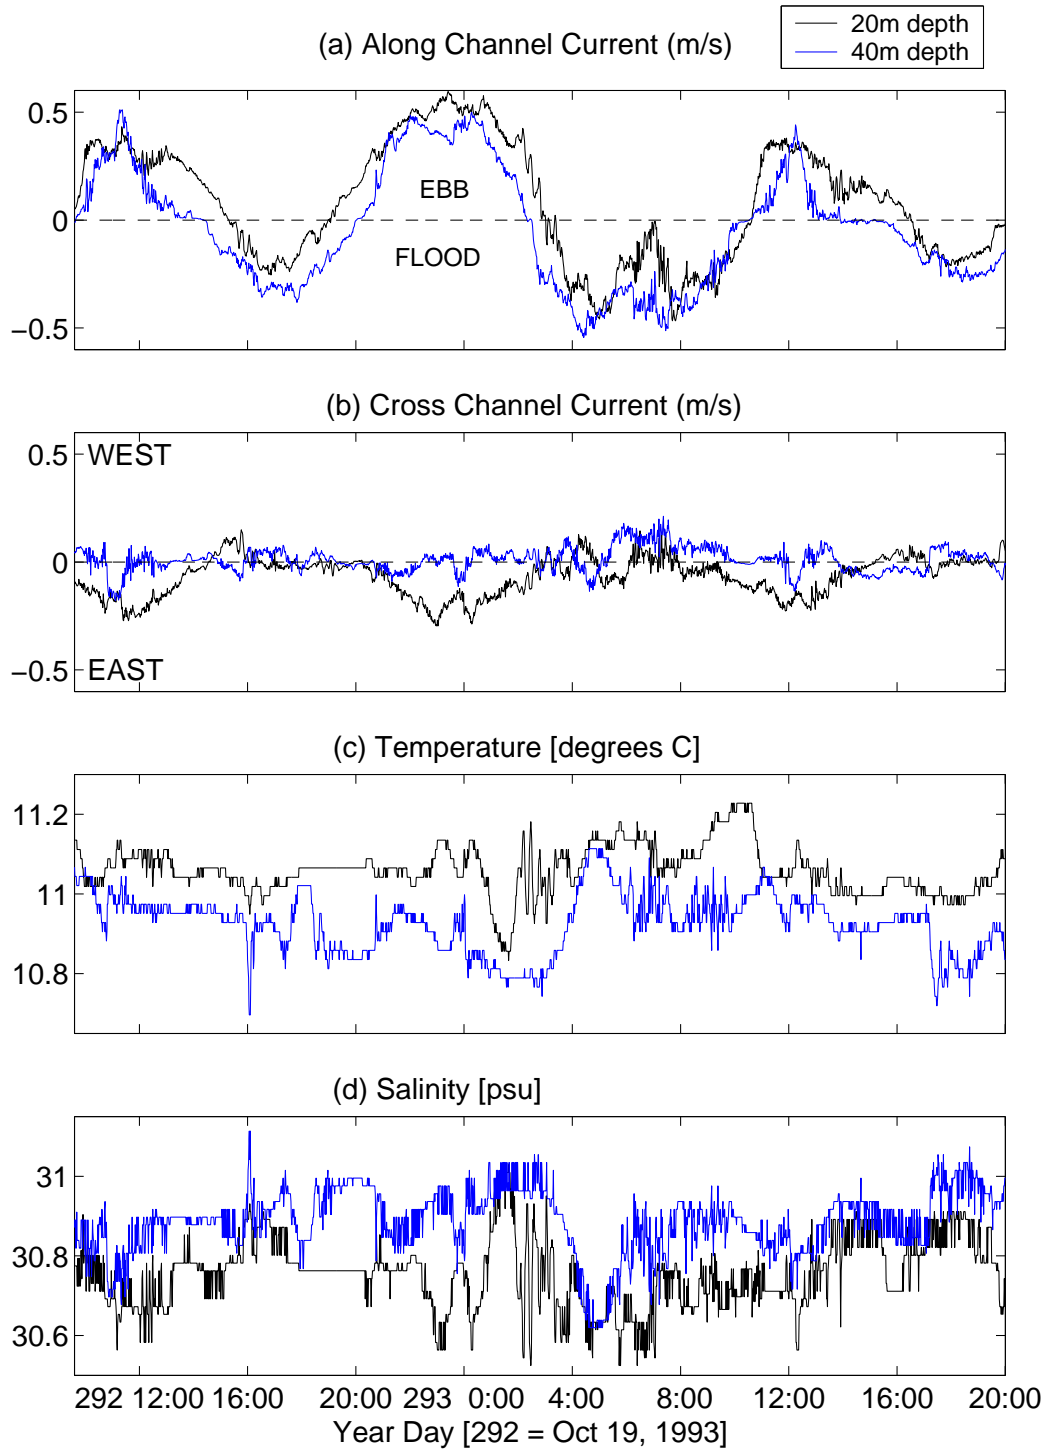 (a) Along Channel Current (m/s)
20m depth
40m depth
0.5
0
−0.5
EBB
FLOOD
(b) Cross Channel Current (m/s)
0.5
0
−0.5
WEST
EAST
(c) Temperature [degrees C]
11.2
11
10.8
(d) Salinity [psu]
31
30.8
30.6
292 12:00 16:00 20:00 293 0:00 4:00 8:00 12:00 16:00 20:00
Year Day [292 = Oct 19, 1993]